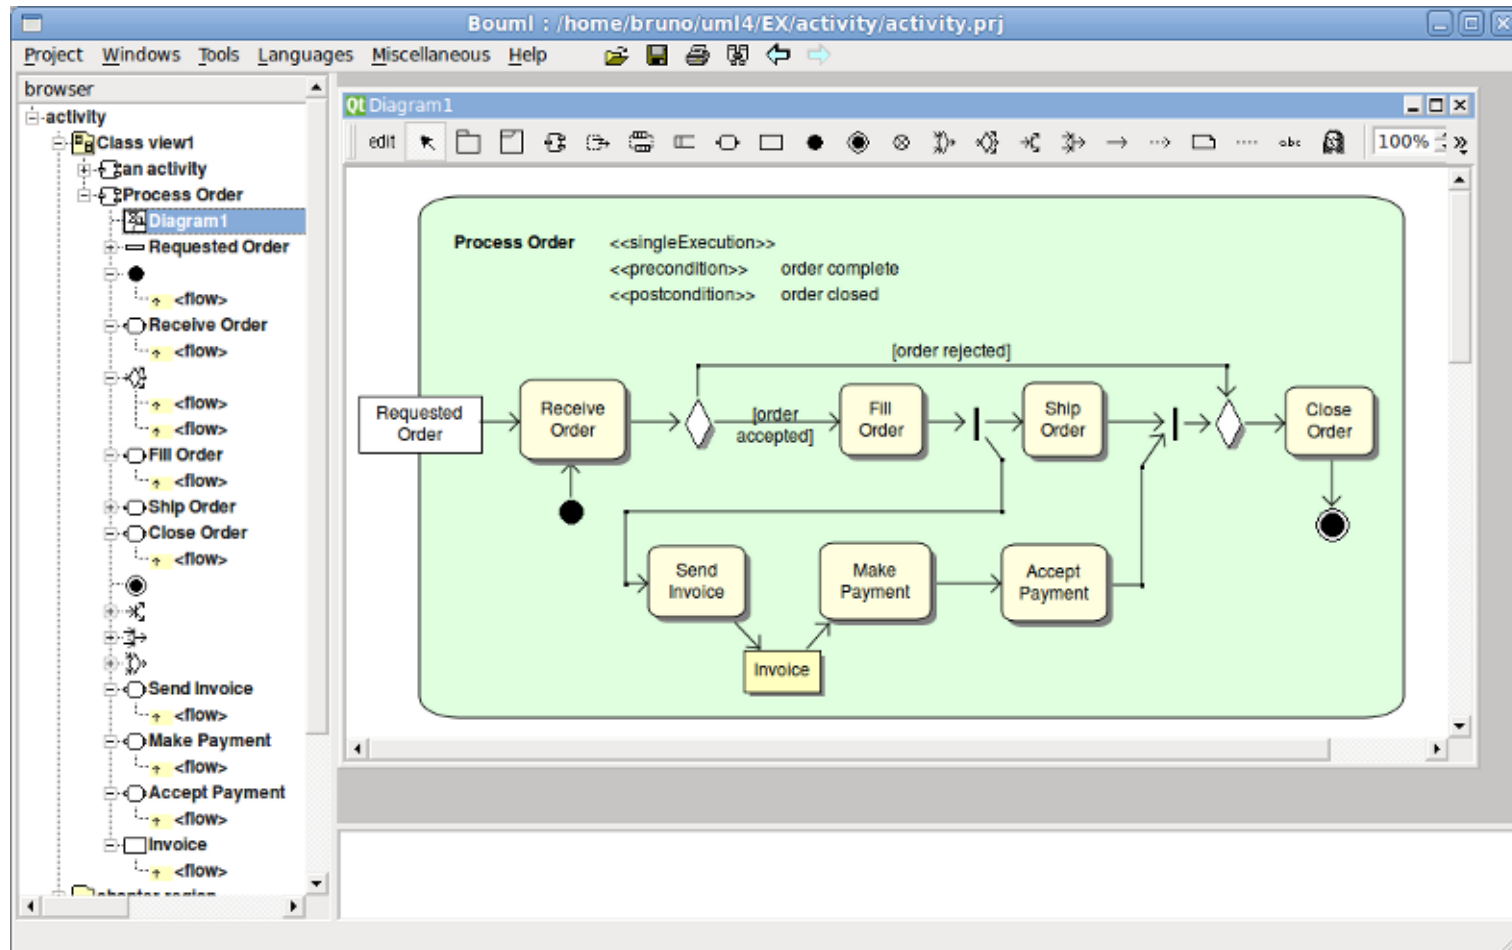 Bouml : /home/bruno/uml4/EX/activity/activity.prj
Project Windows Tools Languages Miscellaneous Help
browser
activity
Class view1
an activity
Process Order
Diagram1
Requested Order
<flow>
Receive Order
<flow>
<flow>
<flow>
Fill Order
<flow>
Ship Order
Close Order
<flow>
Send Invoice
<flow>
Make Payment
<flow>
Accept Payment
<flow>
Invoice
<flow>
Qt Diagram1
edit abc 100%
Process Order <<singleExecution>>
<<precondition>> order complete
<<postcondition>> order closed
[order rejected]
Requested
Order
Receive
Order
[order
accepted]
Fill
Order
Ship
Order
Close
Order
Send
Invoice
Make
Payment
Accept
Payment
Invoice